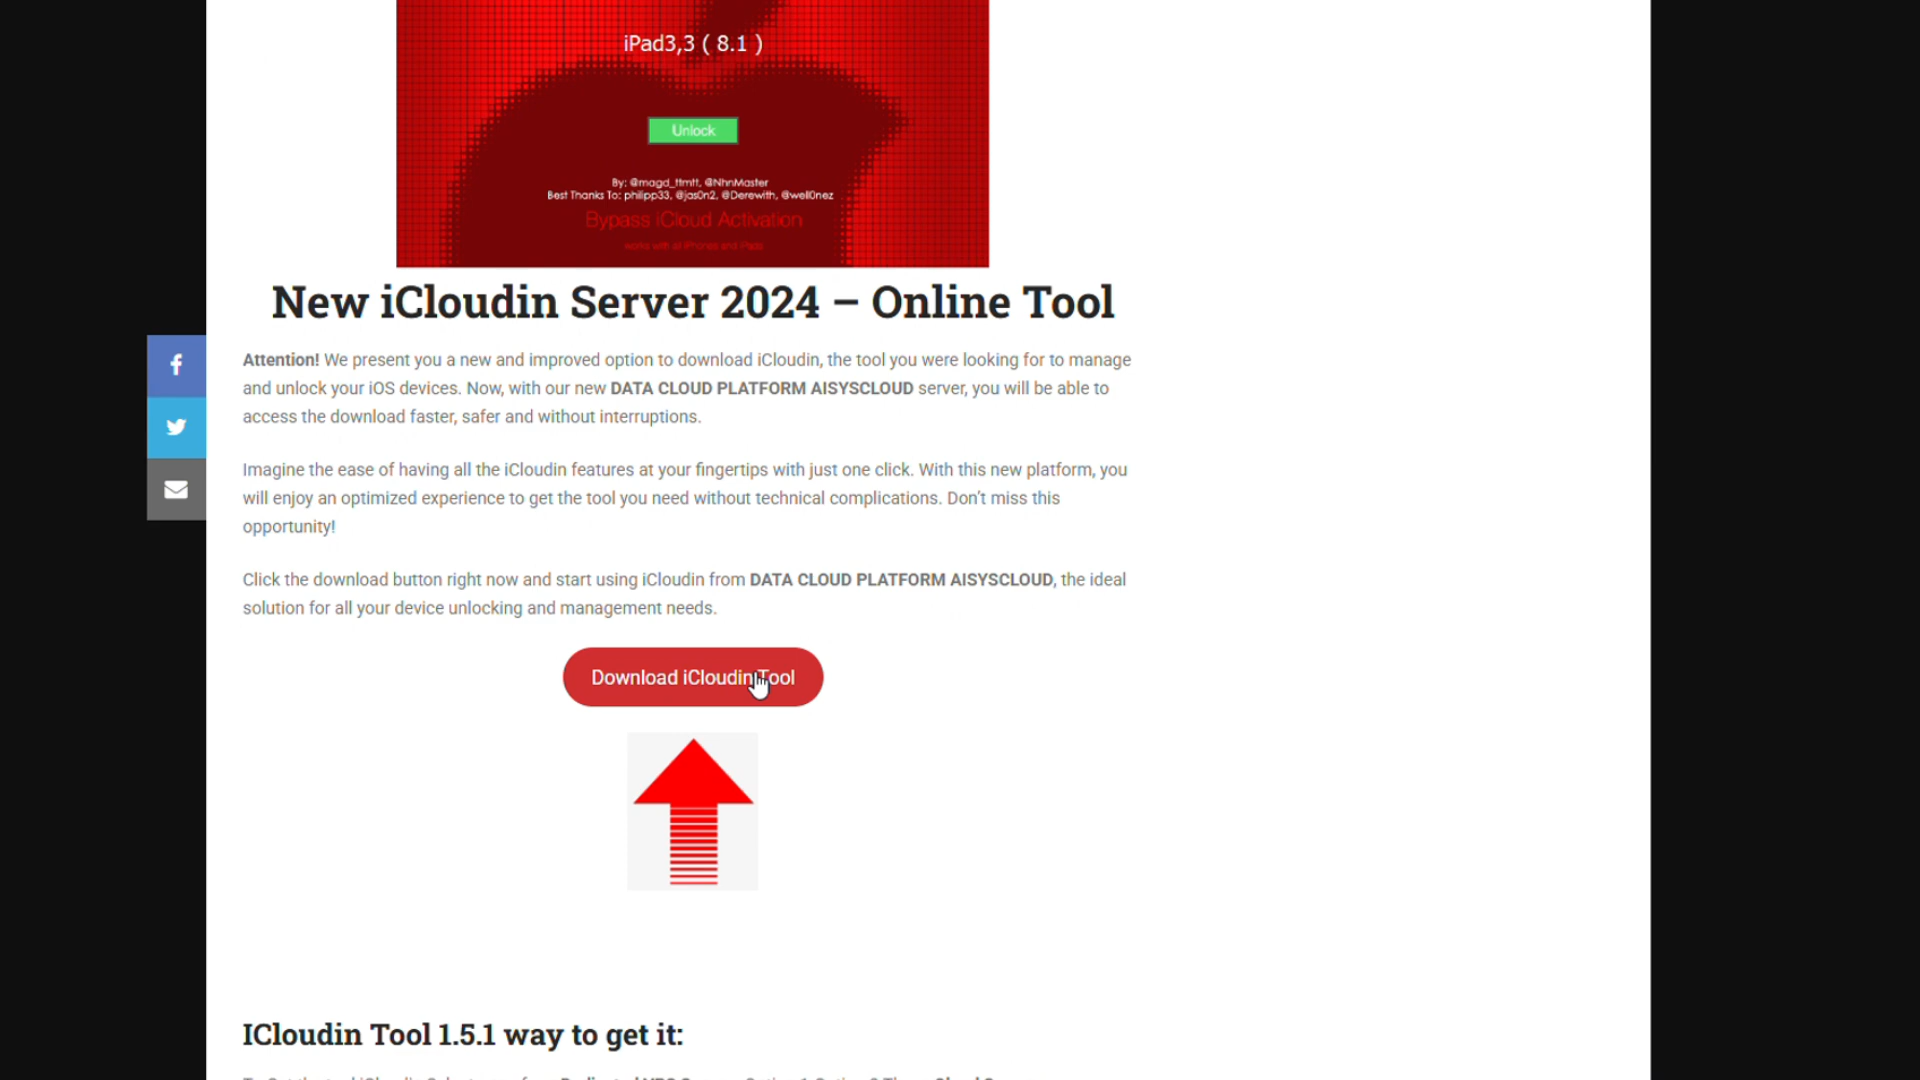 iPad3,3 ( 8.1 )
Unlock
By: @magd_ttmtt, @NhnMaster
Best Thanks To: philipp33, @jas0n2, @Derewith, @well0nez
Bypass iCloud Activation
works with all iPhones and iPads
New iCloudin Server 2024 – Online Tool
Attention! We present you a new and improved option to download iCloudin, the tool you were looking for to manage
and unlock your iOS devices. Now, with our new DATA CLOUD PLATFORM AISYSCLOUD server, you will be able to
access the download faster, safer and without interruptions.
Imagine the ease of having all the iCloudin features at your fingertips with just one click. With this new platform, you
will enjoy an optimized experience to get the tool you need without technical complications. Don't miss this
opportunity!
Click the download button right now and start using iCloudin from DATA CLOUD PLATFORM AISYSCLOUD, the ideal
solution for all your device unlocking and management needs.
Download iCloudin Tool
ICloudin Tool 1.5.1 way to get it: